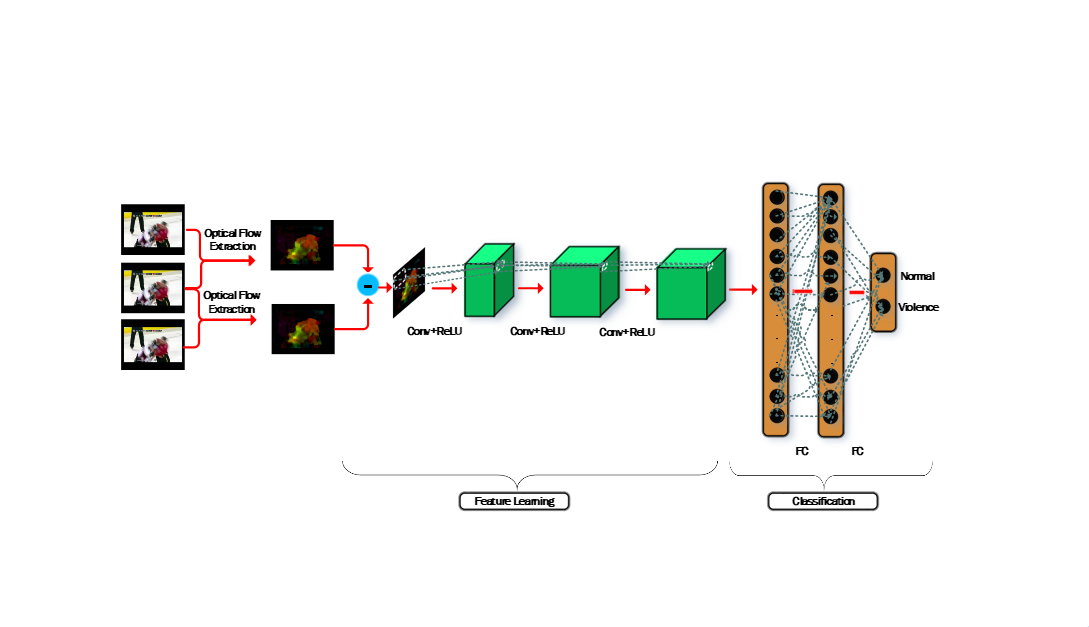 Optical Flow
Extraction
Optical Flow
Extraction
-
Conv+ReLU
Conv+ReLU
Conv+ReLU
Normal
Violence
FC
FC
Feature Learning
Classification